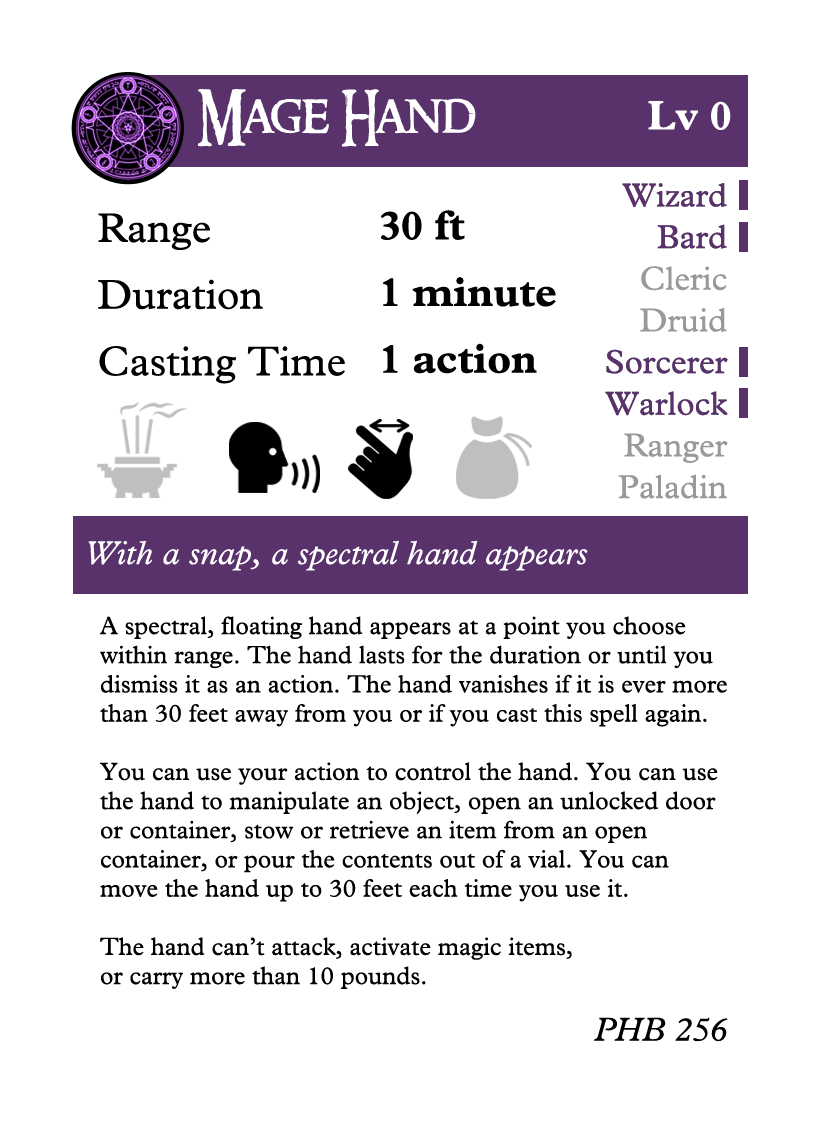 Mage Hand
Lv 0
Range 30 ft
Duration 1 minute
Casting Time 1 action
Wizard
Bard
Cleric
Druid
Sorcerer
Warlock
Ranger
Paladin
With a snap, a spectral hand appears
A spectral, floating hand appears at a point you choose
within range. The hand lasts for the duration or until you
dismiss it as an action. The hand vanishes if it is ever more
than 30 feet away from you or if you cast this spell again.
You can use your action to control the hand. You can use
the hand to manipulate an object, open an unlocked door
or container, stow or retrieve an item from an open
container, or pour the contents out of a vial. You can
move the hand up to 30 feet each time you use it.
The hand can’t attack, activate magic items,
or carry more than 10 pounds.
PHB 256